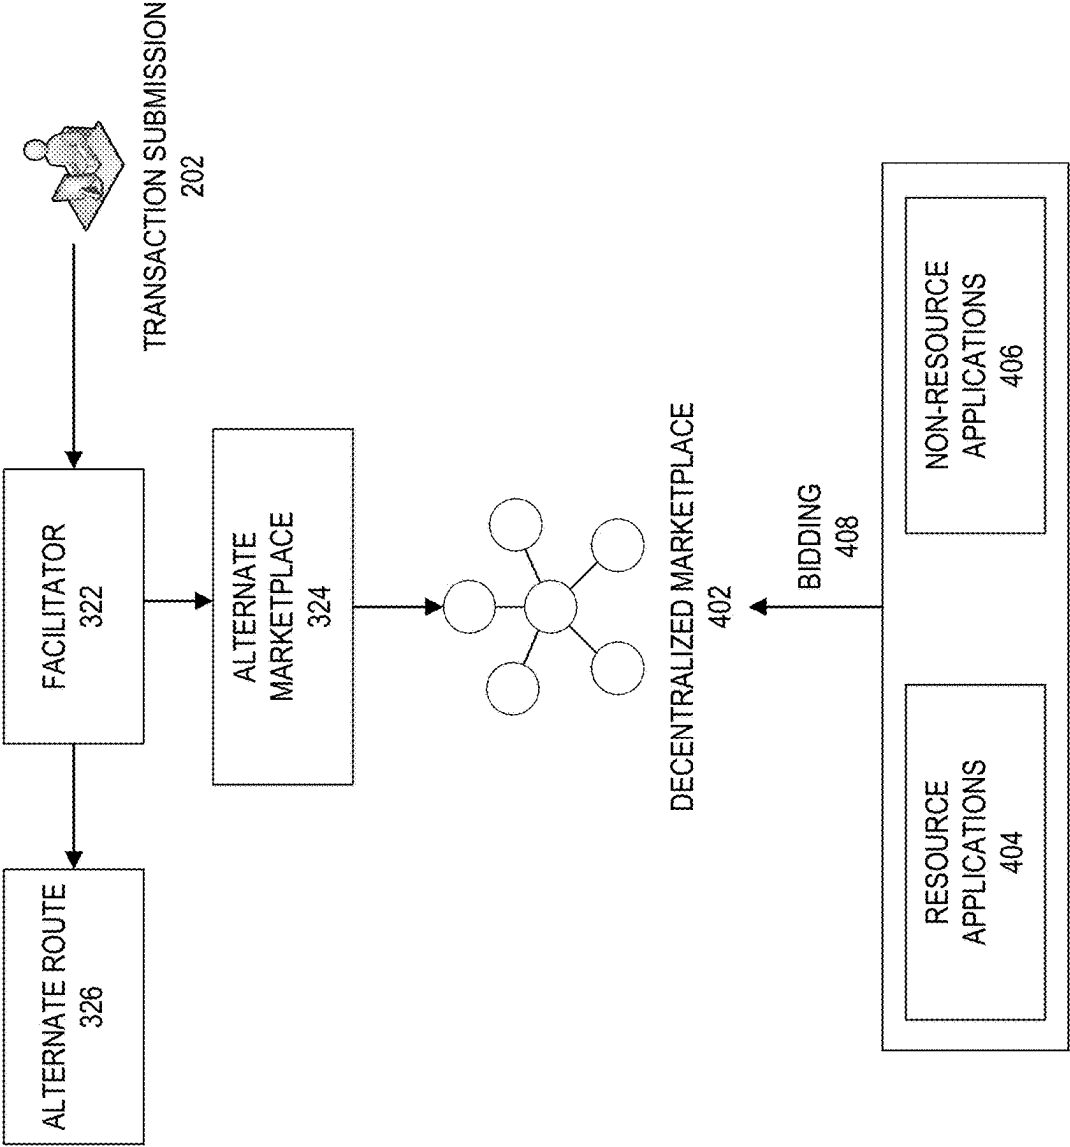 TRANSACTION SUBMISSION
202
FACILITATOR
322
ALTERNATE ROUTE
326
ALTERNATE
MARKETPLACE
324
DECENTRALIZED MARKETPLACE
402
BIDDING
408
RESOURCE
APPLICATIONS
404
NON-RESOURCE
APPLICATIONS
406